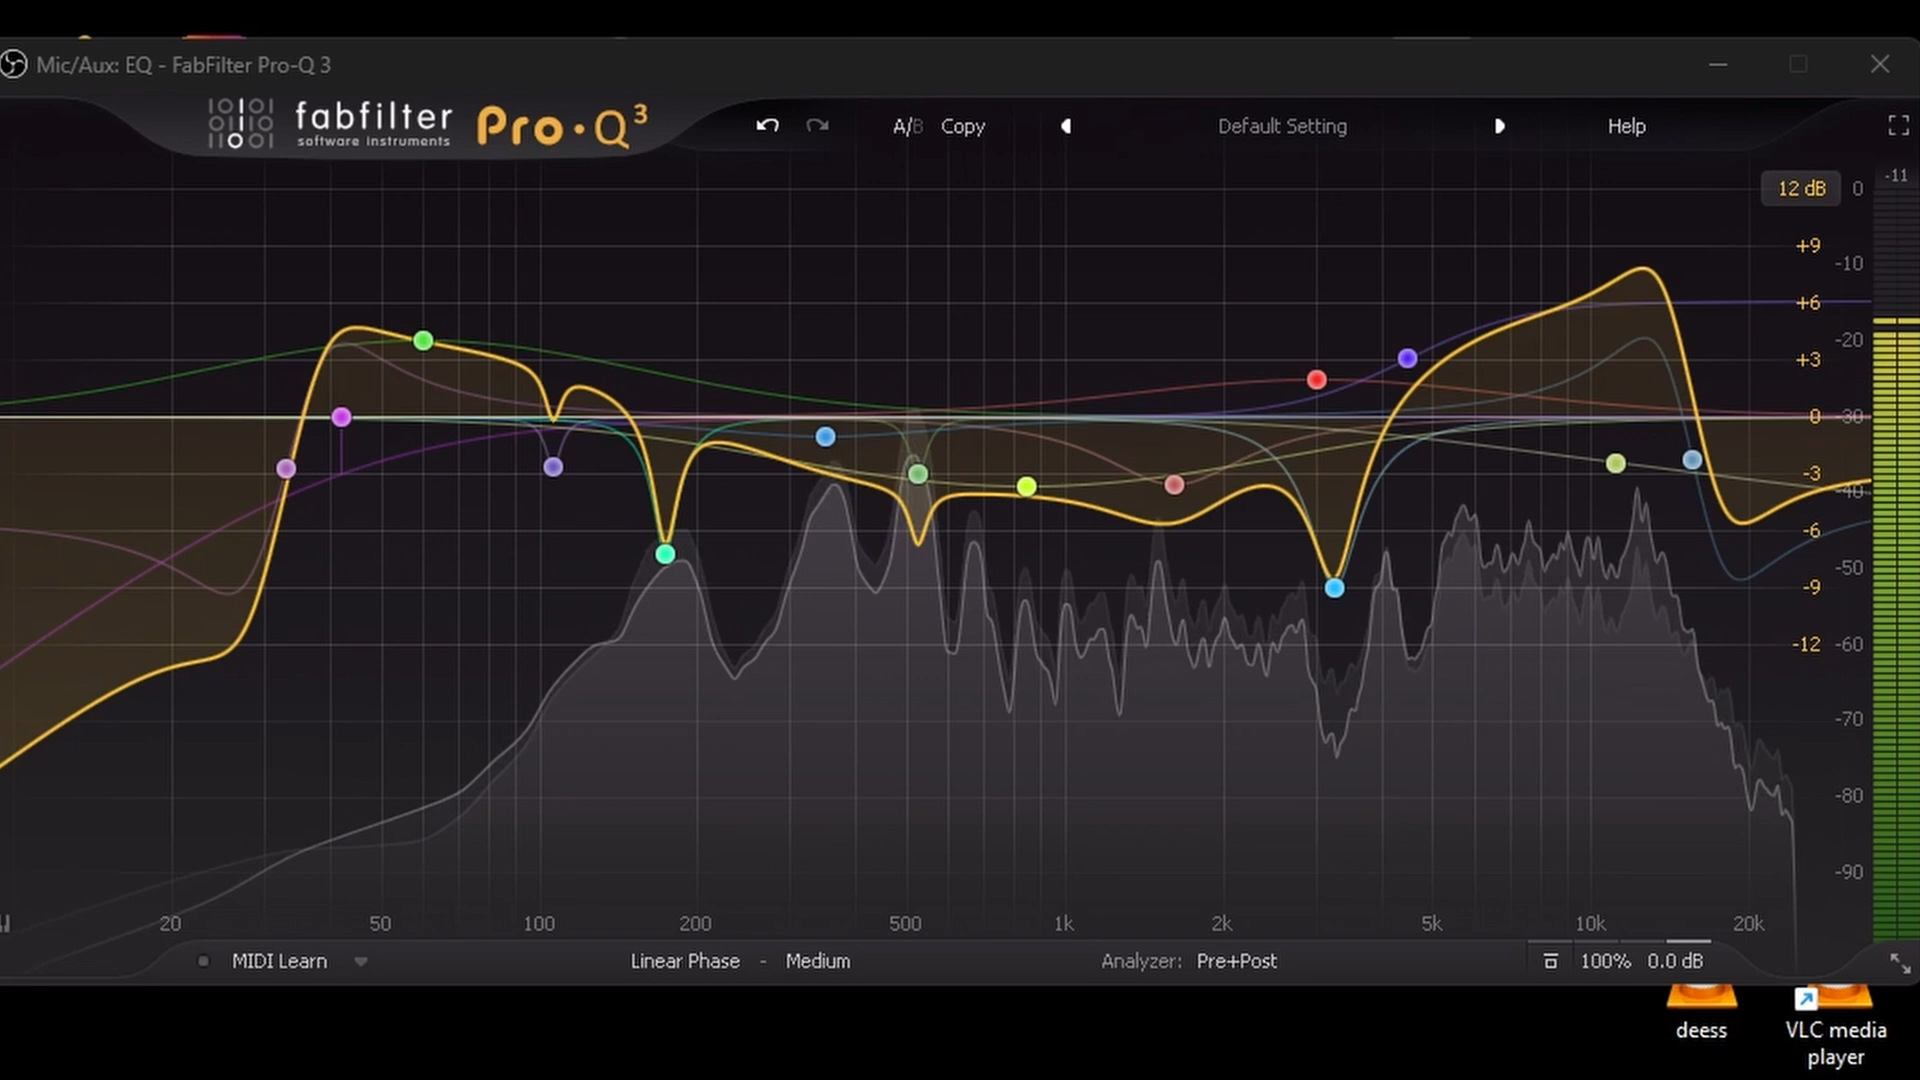 Mic/Aux: EQ - FabFilter Pro-Q 3
fabfilter
software instruments
Pro·Q3
A/B Copy
Default Setting
Help
12 dB 0 -11
+9 -10
+6 -20
+3
0 -30
-3 -40
-6 -50
-9
-12 -60
-70
-80
-90
20 50 100 200 500 1k 2k 5k 10k 20k
MIDI Learn
Linear Phase - Medium
Analyzer: Pre+Post
100% 0.0 dB
deess
VLC media
player